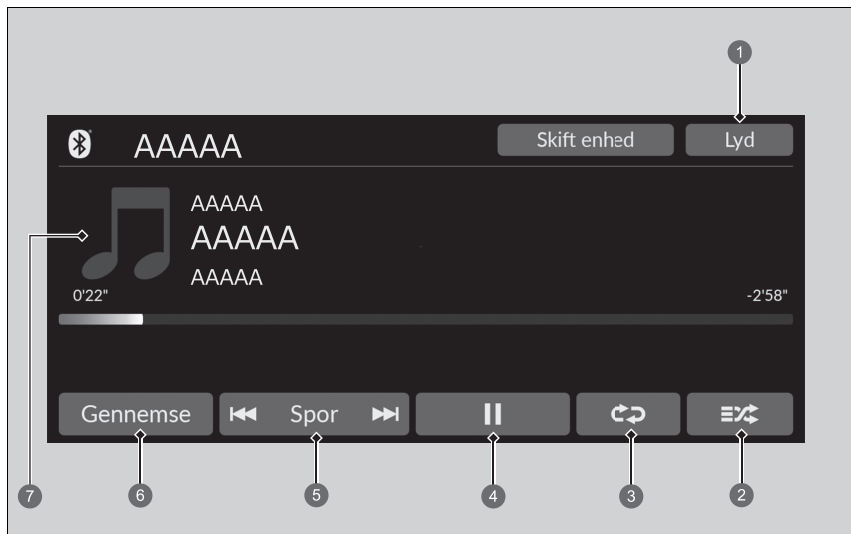 1
AAAAA
Skift enhed
Lyd
AAAAA
AAAAA
7
AAAAA
0'22"
-2'58"
Gennemse
Spor
6
5
4
3
2